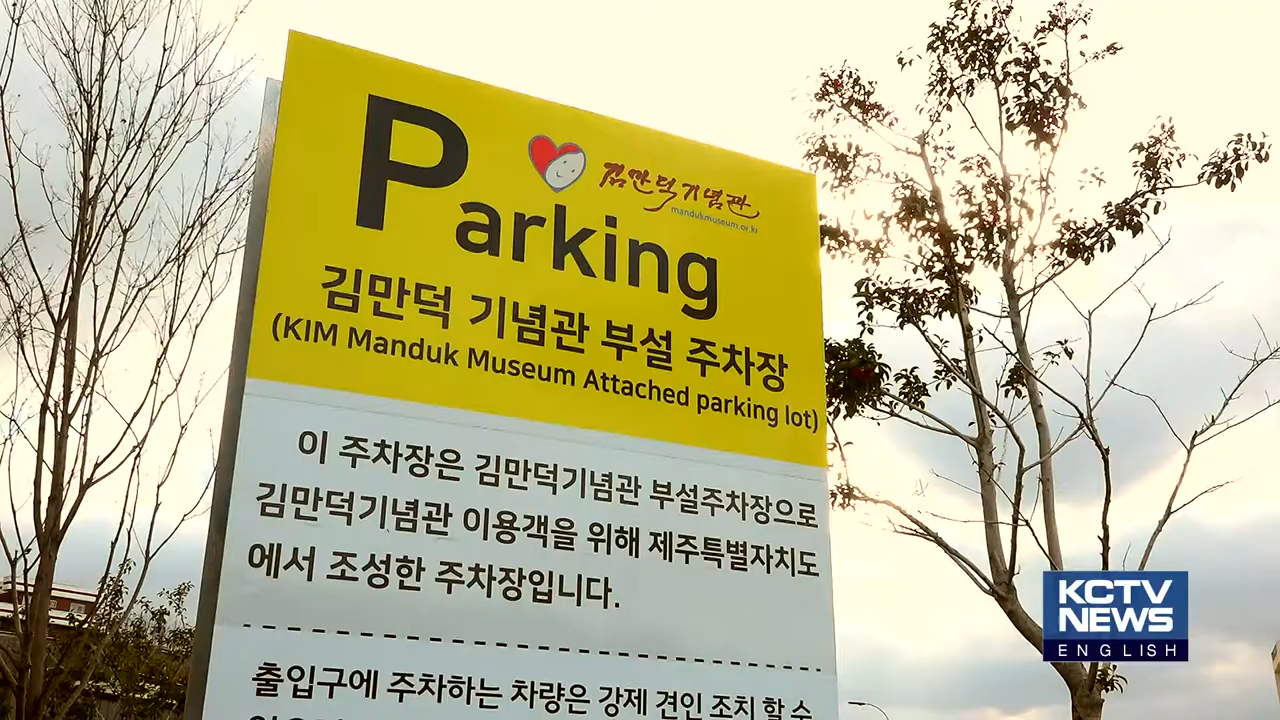 김만덕기념관
mandukmuseum.or.kr
Parking
김만덕 기념관 부설 주차장
(KIM Manduk Museum Attached parking lot)
이 주차장은 김만덕기념관 부설주차장으로
김만덕기념관 이용객을 위해 제주특별자치도
에서 조성한 주차장입니다.
출입구에 주차하는 차량은 강제 견인 조치 할 수
KCTV
NEWS
ENGLISH